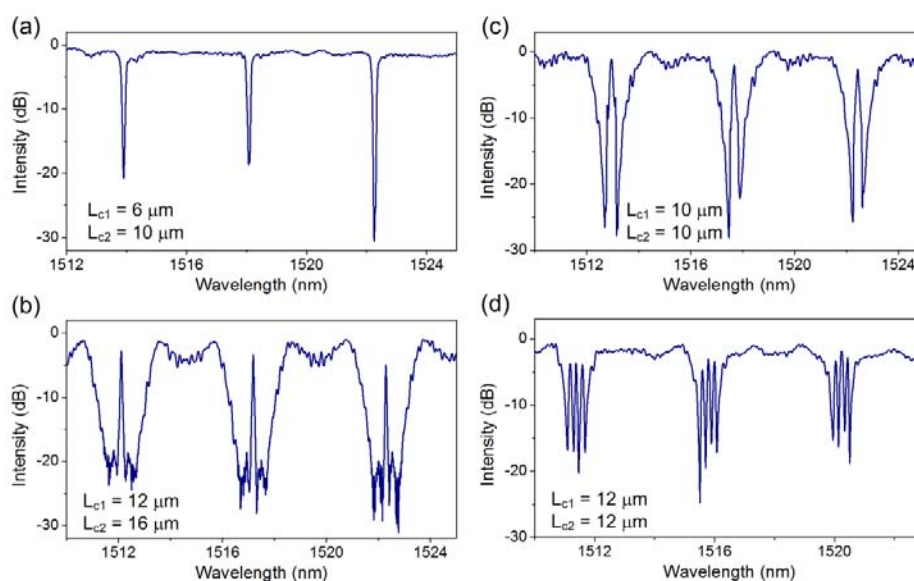 (a)
0
-10
-20
-30
Intensity (dB)
Lc1 = 6 μm
Lc2 = 10 μm
1512
1516
1520
1524
Wavelength (nm)
(c)
0
-10
-20
-30
Intensity (dB)
Lc1 = 10 μm
Lc2 = 10 μm
1512
1516
1520
1524
Wavelength (nm)
(b)
0
-10
-20
-30
Intensity (dB)
Lc1 = 12 μm
Lc2 = 16 μm
1512
1516
1520
1524
Wavelength (nm)
(d)
0
-10
-20
-30
Intensity (dB)
Lc1 = 12 μm
Lc2 = 12 μm
1512
1516
1520
Wavelength (nm)